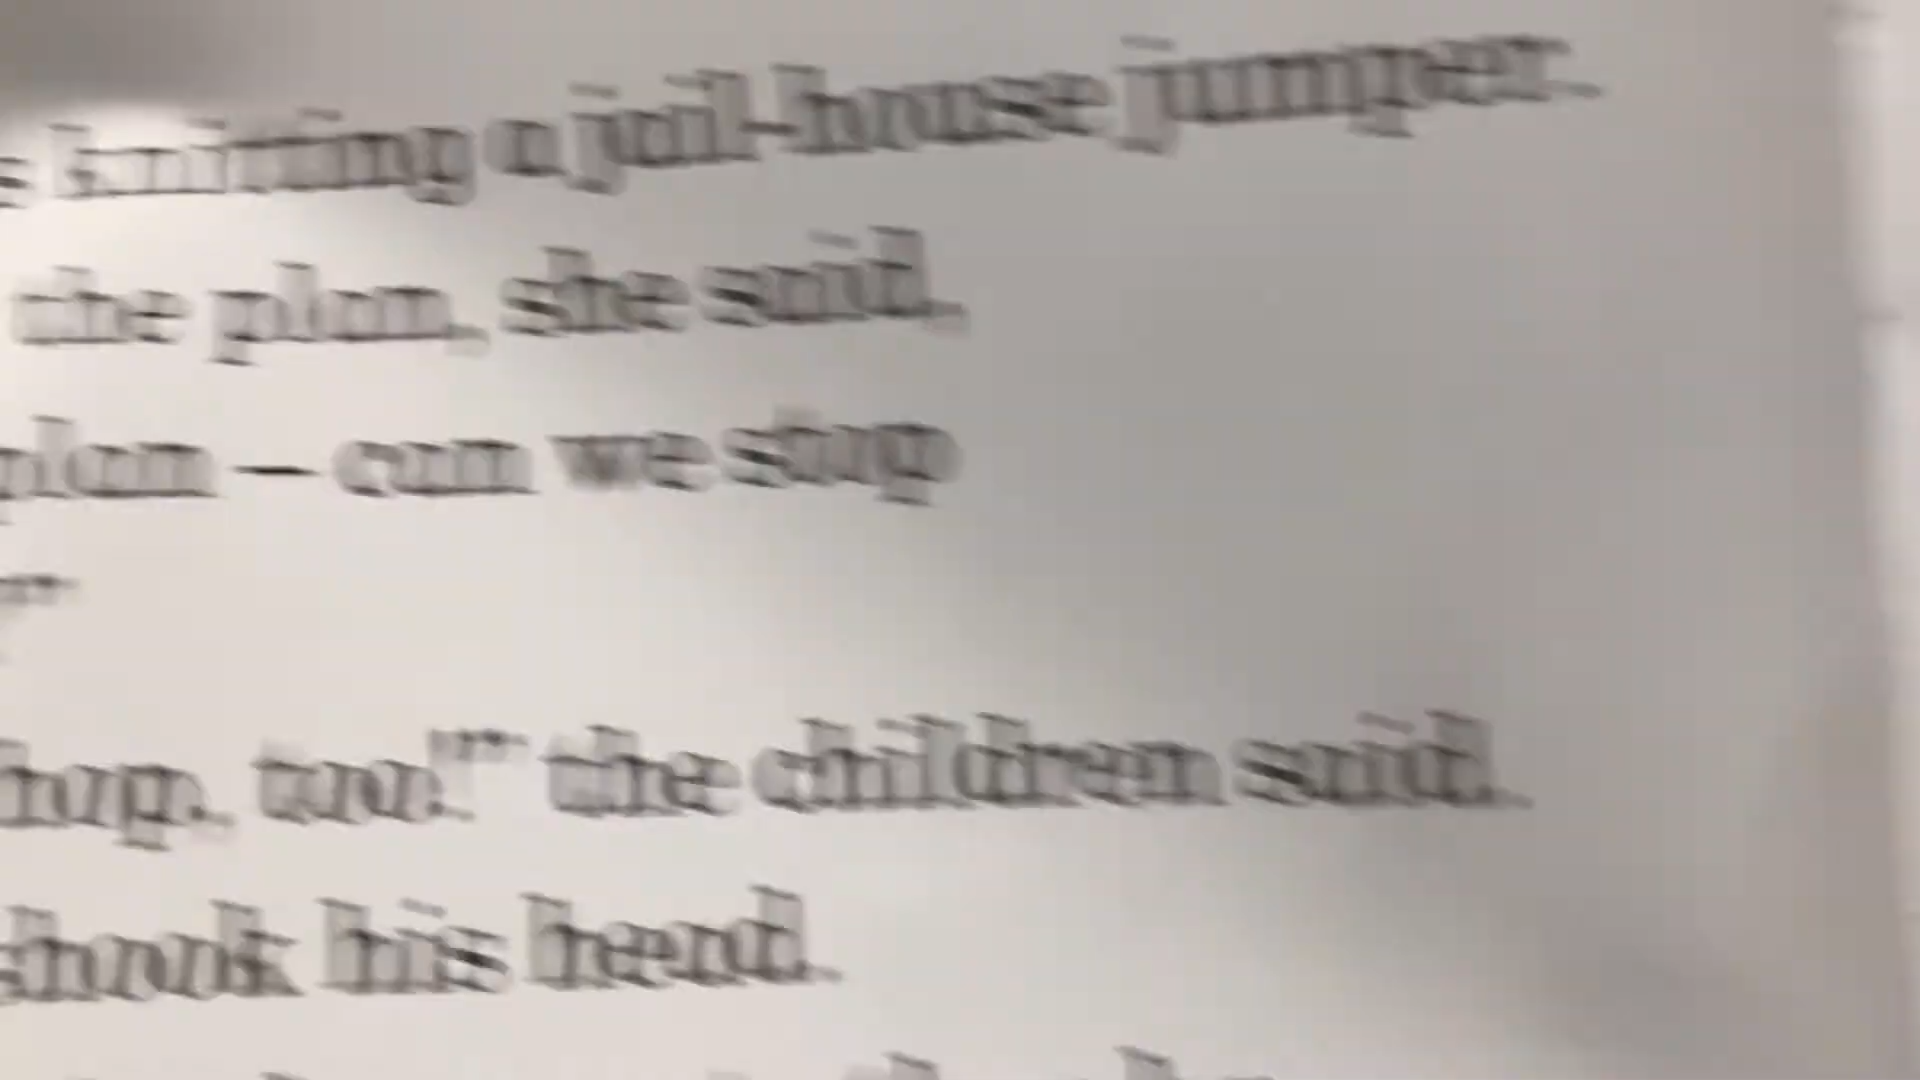 knitting a jail-house jumper.
the plan, she said,
plan – can we stop
too!" the children said.
shook his head.